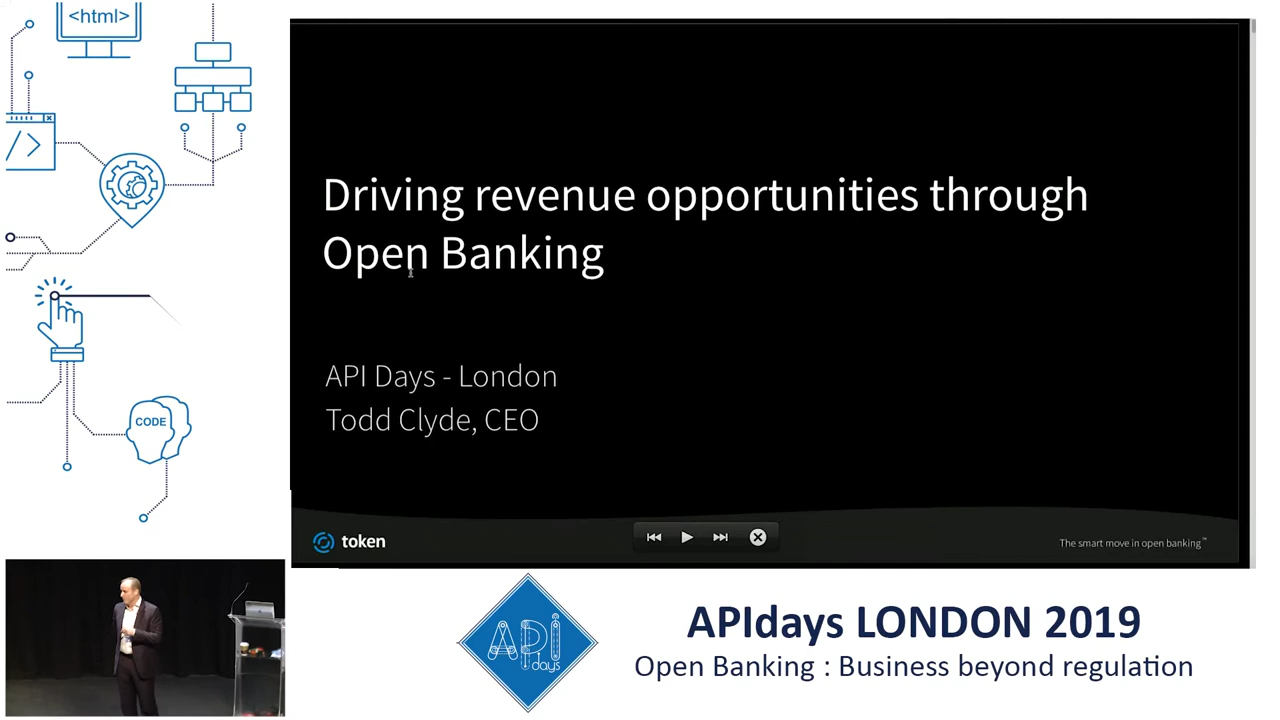 <html>
</>
CODE
Driving revenue opportunities through
Open Banking
API Days - London
Todd Clyde, CEO
token
The smart move in open banking™
API
days
APIdays LONDON 2019
Open Banking : Business beyond regulation